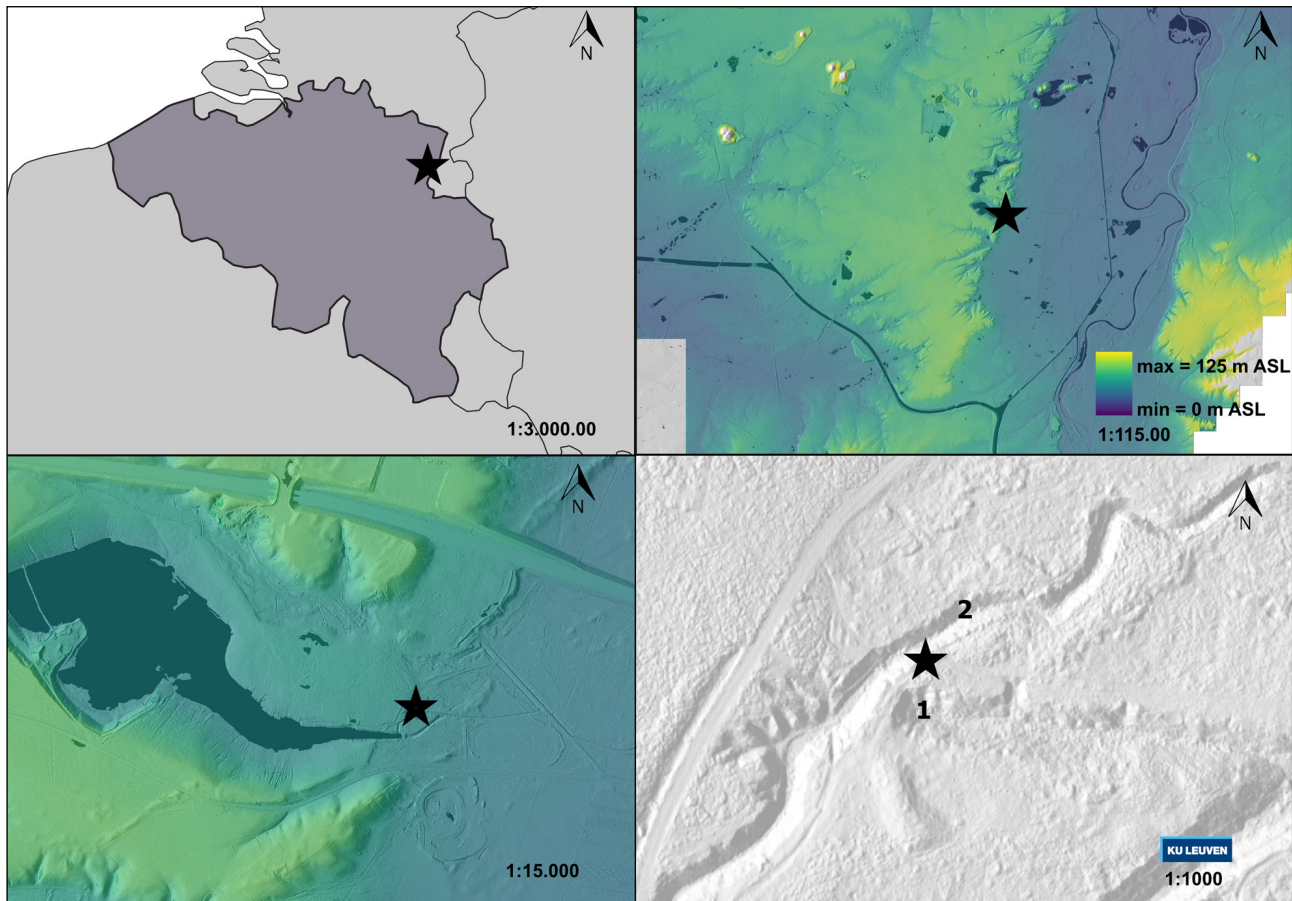 N
1:3.000.00
N
max = 125 m ASL
min = 0 m ASL
1:115.00
N
1:15.000
N
2
1
KU LEUVEN
1:1000